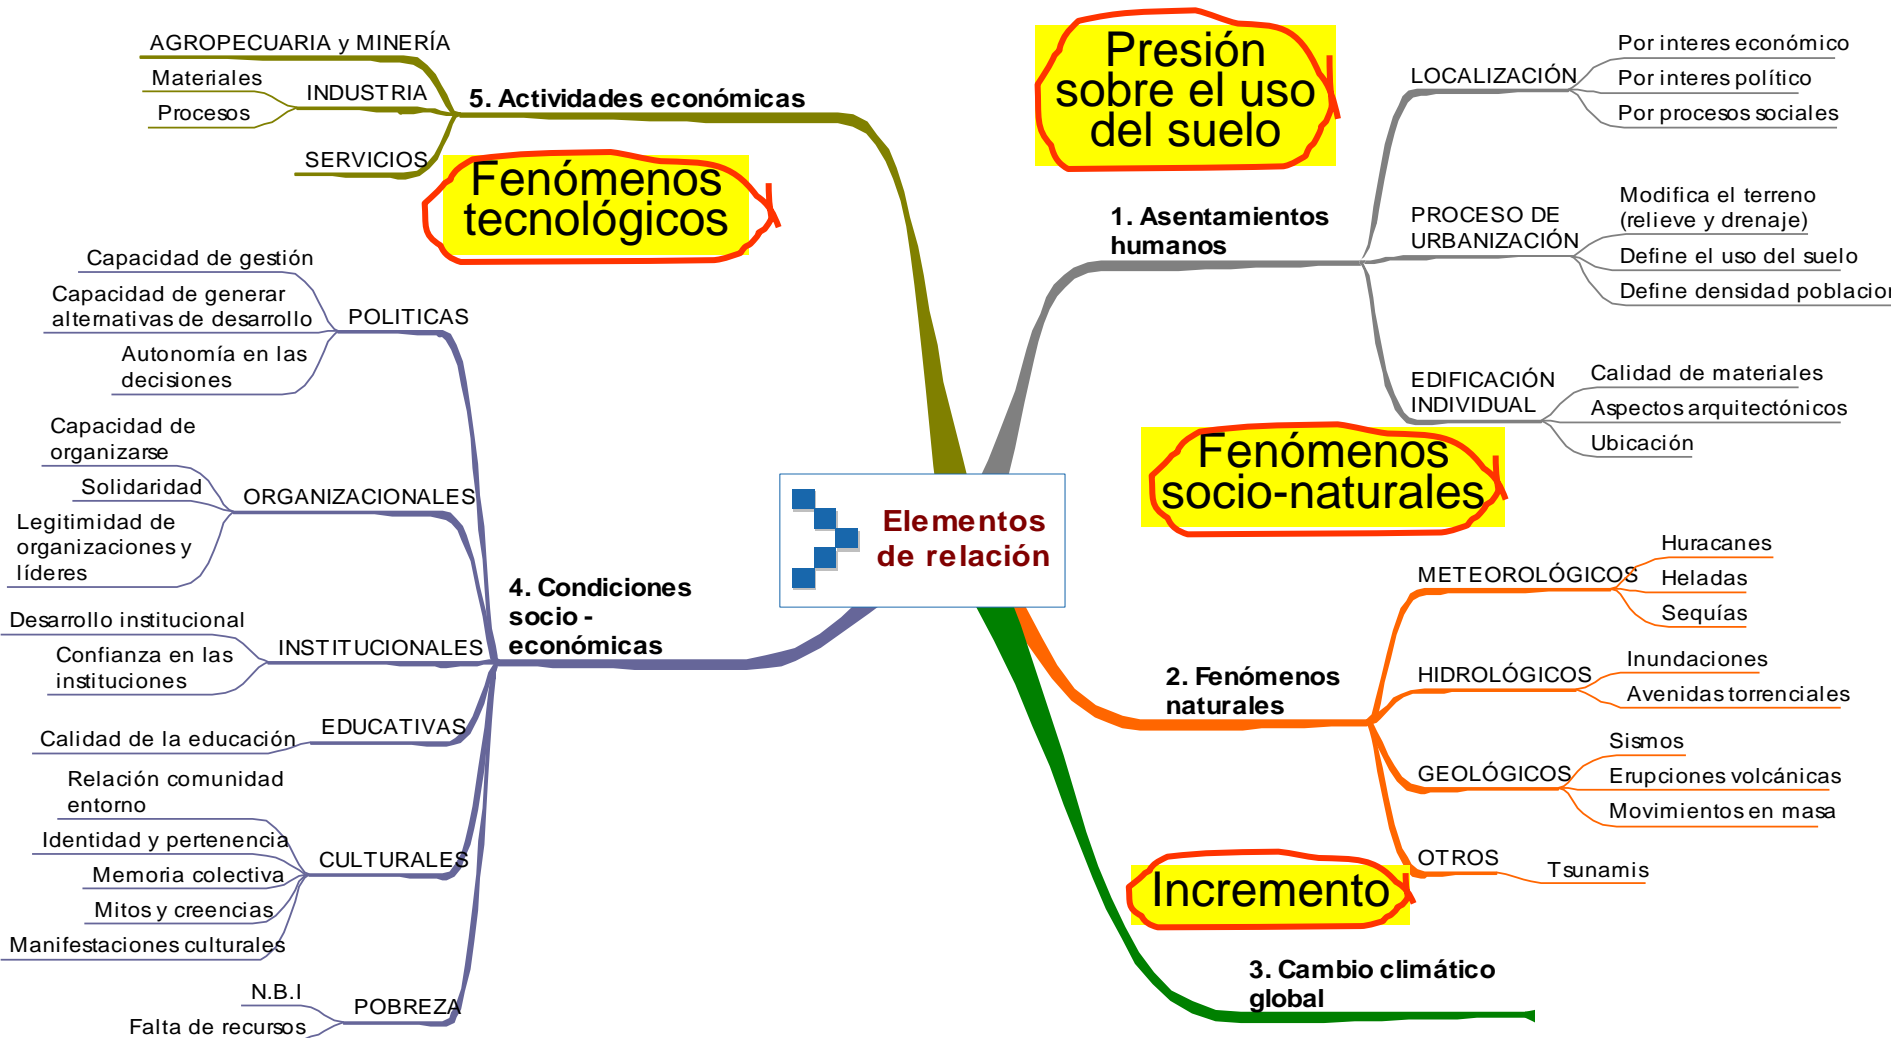 Elementos
de relación
Presión
sobre el uso
del suelo
1. Asentamientos
humanos
LOCALIZACIÓN
Por interes económico
Por interes político
Por procesos sociales
PROCESO DE
URBANIZACIÓN
Modifica el terreno
(relieve y drenaje)
Define el uso del suelo
Define densidad poblacion
EDIFICACIÓN
INDIVIDUAL
Calidad de materiales
Aspectos arquitectónicos
Ubicación
Fenómenos
socio-naturales
2. Fenómenos
naturales
METEOROLÓGICOS
Huracanes
Heladas
Sequías
HIDROLÓGICOS
Inundaciones
Avenidas torrenciales
GEOLÓGICOS
Sismos
Erupciones volcánicas
Movimientos en masa
OTROS
Tsunamis
Incremento
3. Cambio climático
global
4. Condiciones
socio -
económicas
POLITICAS
Capacidad de gestión
Capacidad de generar
alternativas de desarrollo
Autonomía en las
decisiones
ORGANIZACIONALES
Capacidad de
organizarse
Solidaridad
Legitimidad de
organizaciones y
líderes
INSTITUCIONALES
Desarrollo institucional
Confianza en las
instituciones
EDUCATIVAS
Calidad de la educación
CULTURALES
Relación comunidad
entorno
Identidad y pertenencia
Memoria colectiva
Mitos y creencias
Manifestaciones culturales
POBREZA
N.B.I
Falta de recursos
5. Actividades económicas
AGROPECUARIA y MINERÍA
INDUSTRIA
Materiales
Procesos
SERVICIOS
Fenómenos
tecnológicos